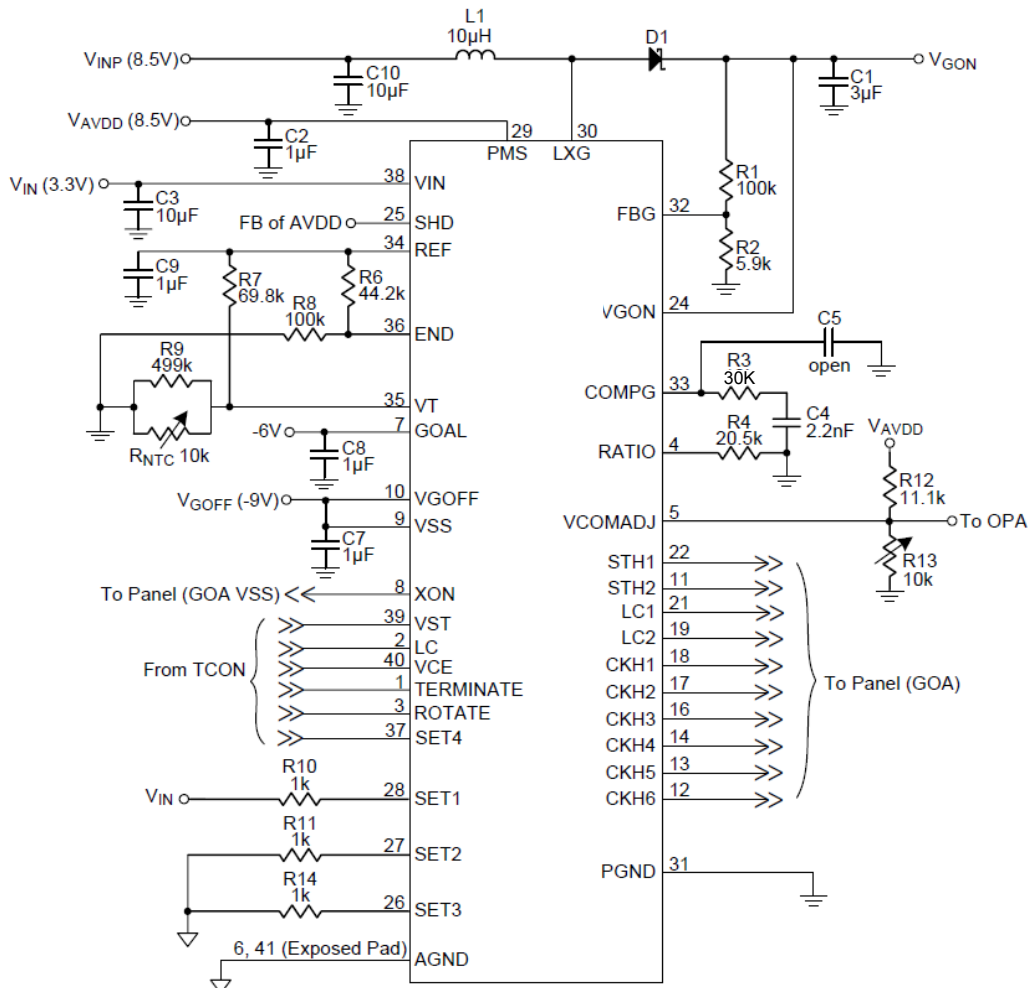 L1
10µH
D1
VINP (8.5V)
C10
10µF
C1
3µF
VGON
VAVDD (8.5V)
C2
1µF
29
30
PMS
LXG
VIN (3.3V)
C3
10µF
38
VIN
R1
100k
FB of AVDD
25
SHD
32
FBG
34
REF
C9
1µF
R7
69.8k
R6
44.2k
R2
5.9k
R8
100k
36
END
24
VGON
C5
open
R9
499k
RNTC 10k
35
VT
33
COMPG
R3
30K
C4
2.2nF
-6V
7
GOAL
C8
1µF
4
RATIO
R4
20.5k
VAVDD
R12
11.1k
VGOFF (-9V)
10
VGOFF
9
VSS
C7
1µF
5
VCOMADJ
To OPA
R13
10k
To Panel (GOA VSS)
8
XON
From TCON
39
VST
2
LC
40
VCE
1
TERMINATE
3
ROTATE
37
SET4
22
STH1
11
STH2
21
LC1
19
LC2
18
CKH1
17
CKH2
16
CKH3
14
CKH4
13
CKH5
12
CKH6
To Panel (GOA)
VIN
R10
1k
28
SET1
R11
1k
27
SET2
R14
1k
26
SET3
31
PGND
6, 41 (Exposed Pad)
AGND